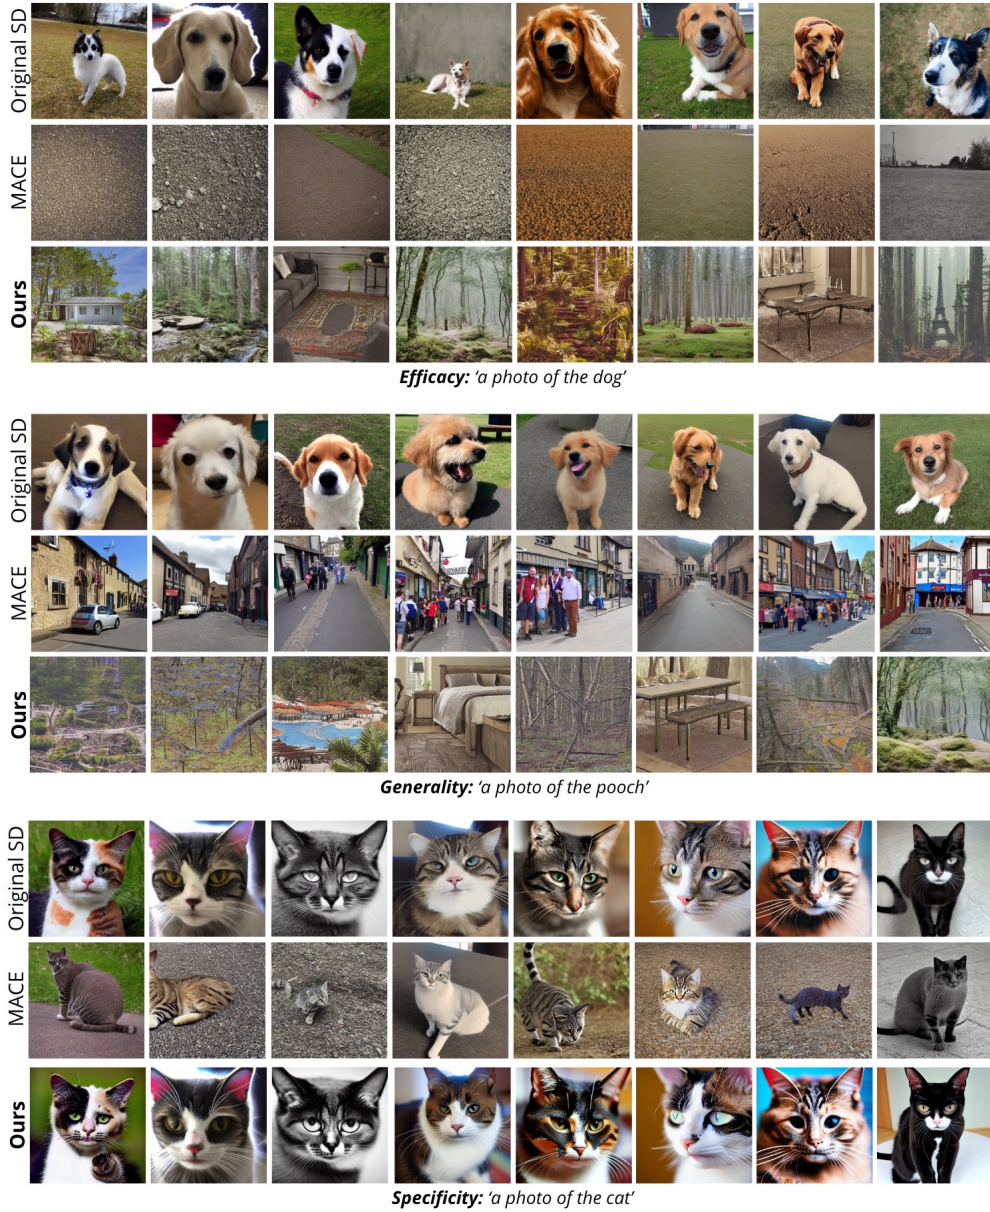 Original SD
MACE
Ours
Efficacy: ‘a photo of the dog’
Original SD
MACE
Ours
Generality: ‘a photo of the pooch’
Original SD
MACE
Ours
Specificity: ‘a photo of the cat’